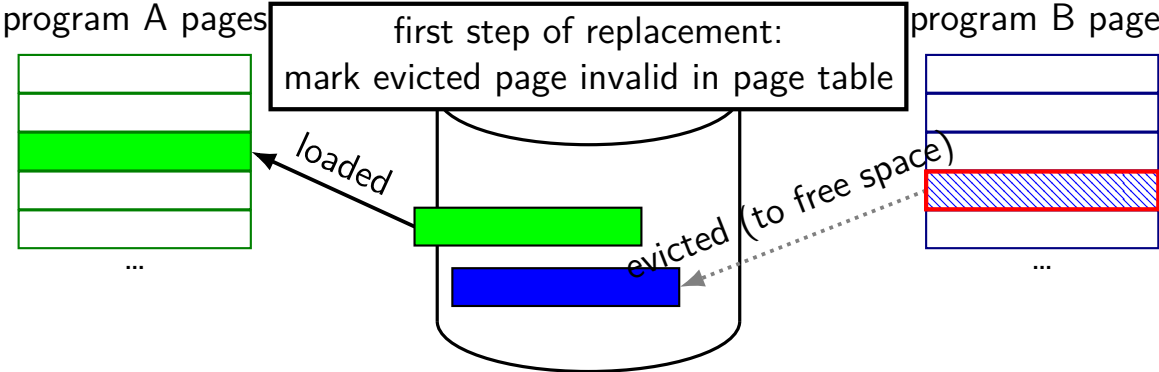 program A pages
first step of replacement:
mark evicted page invalid in page table
program B page
loaded
evicted (to free space)
...
...